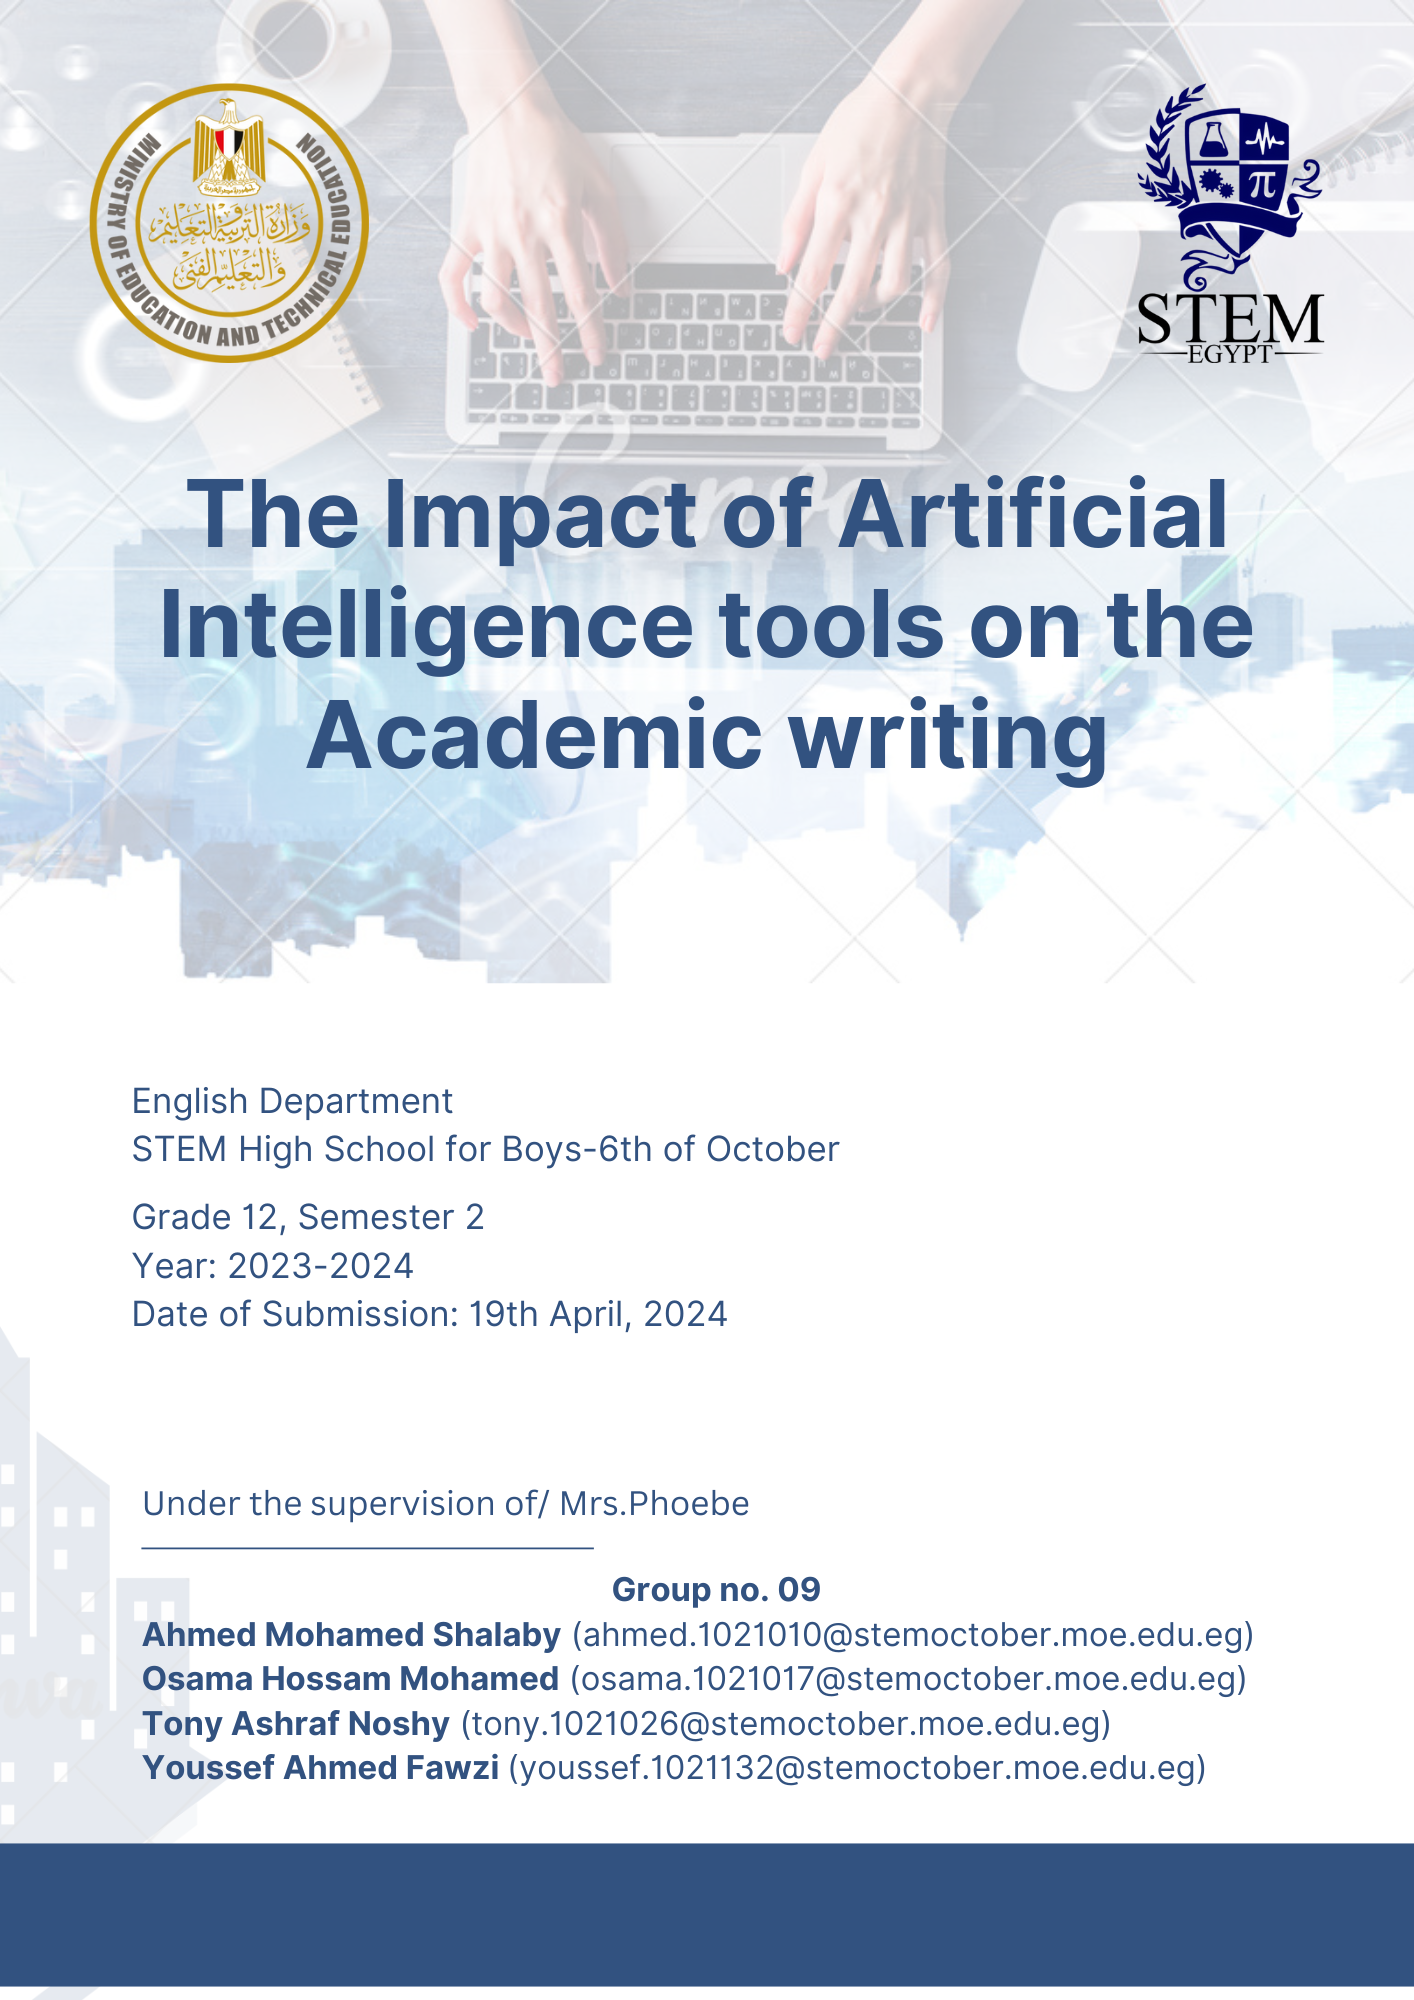 MINISTRY OF EDUCATION AND TECHNICAL EDUCATION
وزارة التربية والتعليم
والتعليم الفني
π
STEM
EGYPT
Canva
The Impact of Artificial
Intelligence tools on the
Academic writing
English Department
STEM High School for Boys-6th of October
Grade 12, Semester 2
Year: 2023-2024
Date of Submission: 19th April, 2024
Under the supervision of/ Mrs.Phoebe
Group no. 09
Ahmed Mohamed Shalaby (ahmed.1021010@stemoctober.moe.edu.eg)
Osama Hossam Mohamed (osama.1021017@stemoctober.moe.edu.eg)
Tony Ashraf Noshy (tony.1021026@stemoctober.moe.edu.eg)
Youssef Ahmed Fawzi (youssef.1021132@stemoctober.moe.edu.eg)